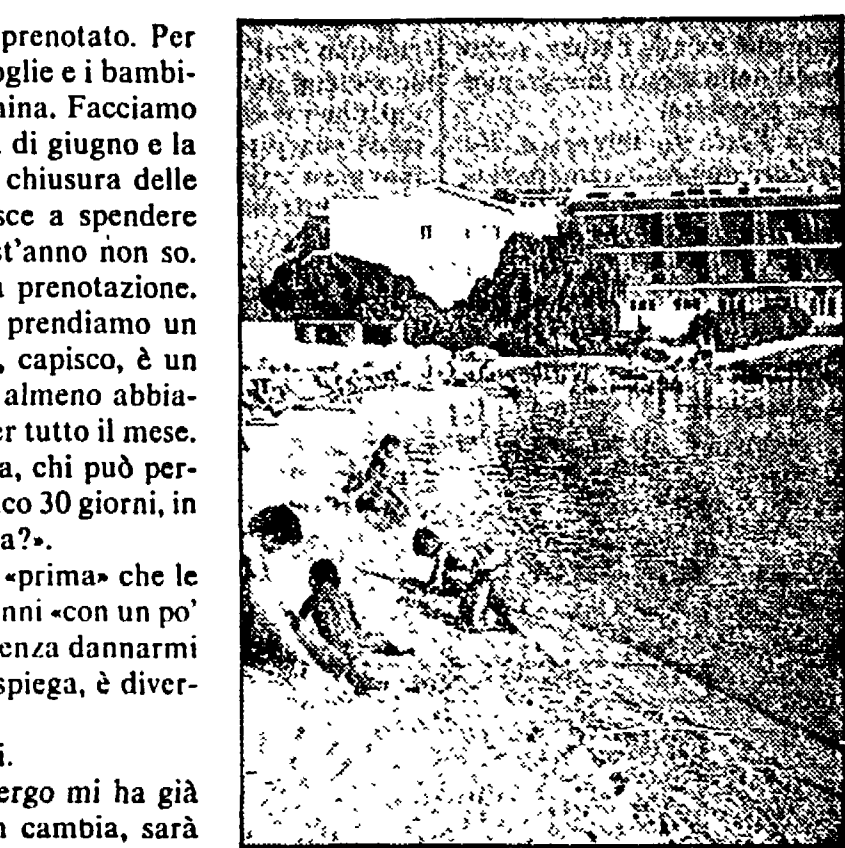 prenotato. Per
oglie e i bambi-
nina. Facciamo
di giugno e la
chiusura delle
sce a spendere
st'anno non so.
prenotazione.
prendiamo un
, capisco, è un
almeno abbia-
er tutto il mese.
a, chi può per-
co 30 giorni, in
a?».
«prima» che le
nni «con un po'
enza dannarmi
spiega, è diver-
i.
ergo mi ha già
cambia, sarà